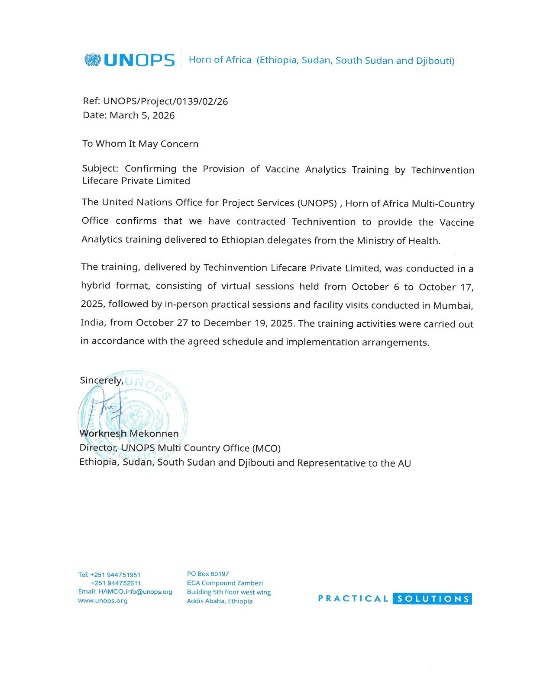 UNOPS
Horn of Africa (Ethiopia, Sudan, South Sudan and Djibouti)
Ref: UNOPS/Project/0139/02/26
Date: March 5, 2026
To Whom It May Concern
Subject: Confirming the Provision of Vaccine Analytics Training by Techinvention
Lifecare Private Limited
The United Nations Office for Project Services (UNOPS) , Horn of Africa Multi-Country
Office confirms that we have contracted Technivention to provide the Vaccine
Analytics training delivered to Ethiopian delegates from the Ministry of Health.
The training, delivered by Techinvention Lifecare Private Limited, was conducted in a
hybrid format, consisting of virtual sessions held from October 6 to October 17,
2025, followed by in-person practical sessions and facility visits conducted in Mumbai,
India, from October 27 to December 19, 2025. The training activities were carried out
in accordance with the agreed schedule and implementation arrangements.
Sincerely,
UNOPS
Worknesh Mekonnen
Director, UNOPS Multi Country Office (MCO)
Ethiopia, Sudan, South Sudan and Djibouti and Representative to the AU
Tel: +251 944751951
+251 944752611
Email: HAMCO.info@unops.org
www.unops.org
PO Box 60197
ECA Compound Zambezi
Building 5th floor west wing
Addis Ababa, Ethiopia
PRACTICAL SOLUTIONS